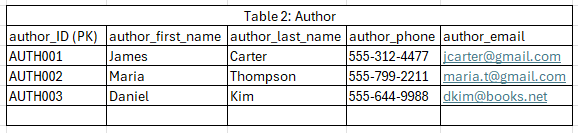 Table 2: Author
author_ID (PK) author_first_name author_last_name author_phone author_email
AUTH001 James Carter 555-312-4477 jcarter@gmail.com
AUTH002 Maria Thompson 555-799-2211 maria.t@gmail.com
AUTH003 Daniel Kim 555-644-9988 dkim@books.net